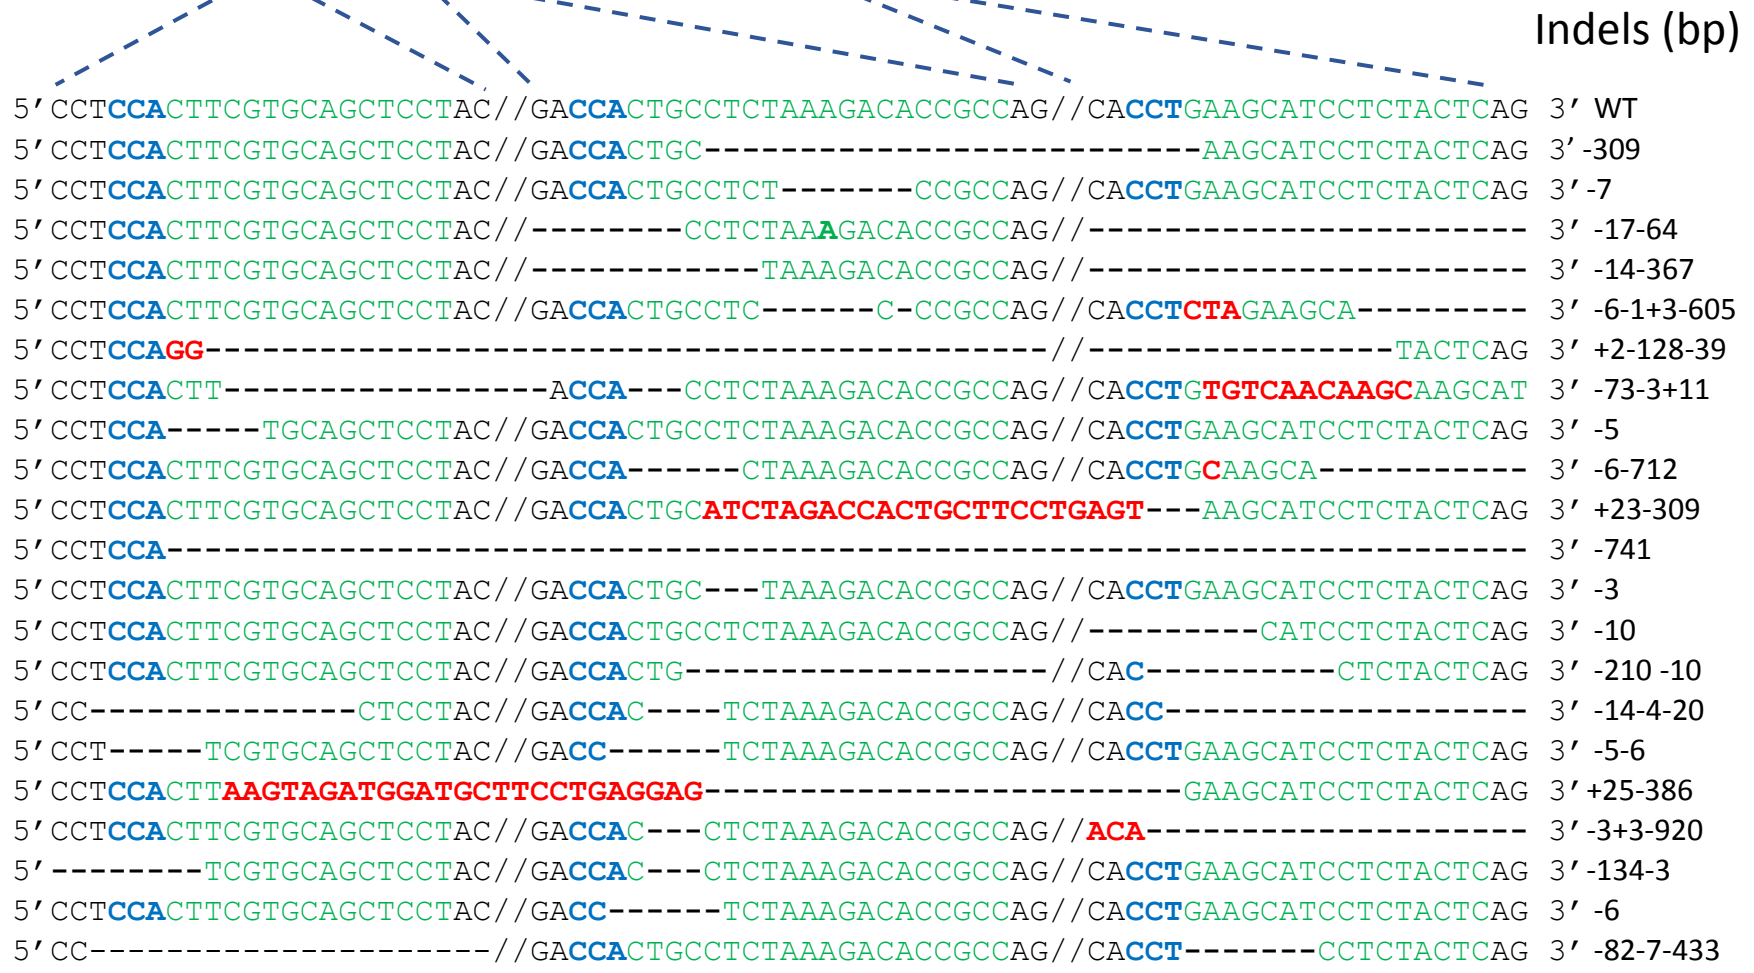 Indels (bp)
5′CCTCCACTTCGTGCAGCTCCTAC//GACCACTGCCTCTAAAGACACCGCCAG//CACCTGAAGCATCCTCTACTCAG 3′ WT
5′CCTCCACTTCGTGCAGCTCCTAC//GACCACTGC--------------------------AAGCATCCTCTACTCAG 3′ -309
5′CCTCCACTTCGTGCAGCTCCTAC//GACCACTGCCTCT-------CCGCCAG//CACCTGAAGCATCCTCTACTCAG 3′ -7
5′CCTCCACTTCGTGCAGCTCCTAC//--------CCTCTAAAGACACCGCCAG//----------------------- 3′ -17-64
5′CCTCCACTTCGTGCAGCTCCTAC//------------TAAAGACACCGCCAG//----------------------- 3′ -14-367
5′CCTCCACTTCGTGCAGCTCCTAC//GACCACTGCCTC------C-CCGCCAG//CACCTCTAGAAGCA--------- 3′ -6-1+3-605
5′CCTCCAGG--------------------------------------------//----------------TACTCAG 3′ +2-128-39
5′CCTCCACTT-----------------ACCA---CCTCTAAAGACACCGCCAG//CACCTGTGTCAACAAGCAAGCAT 3′ -73-3+11
5′CCTCCA-----TGCAGCTCCTAC//GACCACTGCCTCTAAAGACACCGCCAG//CACCTGAAGCATCCTCTACTCAG 3′ -5
5′CCTCCACTTCGTGCAGCTCCTAC//GACCA------CTAAAGACACCGCCAG//CACCTGCAAGCA----------- 3′ -6-712
5′CCTCCACTTCGTGCAGCTCCTAC//GACCACTGCATCTAGACCACTGCTTCCTGAGT---AAGCATCCTCTACTCAG 3′ +23-309
5′CCTCCA----------------------------------------------------------------------- 3′ -741
5′CCTCCACTTCGTGCAGCTCCTAC//GACCACTGC---TAAAGACACCGCCAG//CACCTGAAGCATCCTCTACTCAG 3′ -3
5′CCTCCACTTCGTGCAGCTCCTAC//GACCACTGCCTCTAAAGACACCGCCAG//---------CATCCTCTACTCAG 3′ -10
5′CCTCCACTTCGTGCAGCTCCTAC//GACCACTG-------------------//CAC----------CTCTACTCAG 3′ -210 -10
5′CC--------------CTCCTAC//GACCAC----TCTAAAGACACCGCCAG//CACC------------------- 3′ -14-4-20
5′CCT-----TCGTGCAGCTCCTAC//GACC------TCTAAAGACACCGCCAG//CACCTGAAGCATCCTCTACTCAG 3′ -5-6
5′CCTCCACTTAAGTAGATGGATGCTTCCTGAGGAG-------------------------GAAGCATCCTCTACTCAG 3′ +25-386
5′CCTCCACTTCGTGCAGCTCCTAC//GACCAC---CTCTAAAGACACCGCCAG//ACA-------------------- 3′ -3+3-920
5′--------TCGTGCAGCTCCTAC//GACCAC---CTCTAAAGACACCGCCAG//CACCTGAAGCATCCTCTACTCAG 3′ -134-3
5′CCTCCACTTCGTGCAGCTCCTAC//GACC------TCTAAAGACACCGCCAG//CACCTGAAGCATCCTCTACTCAG 3′ -6
5′CC---------------------//GACCACTGCCTCTAAAGACACCGCCAG//CACCT-------CCTCTACTCAG 3′ -82-7-433